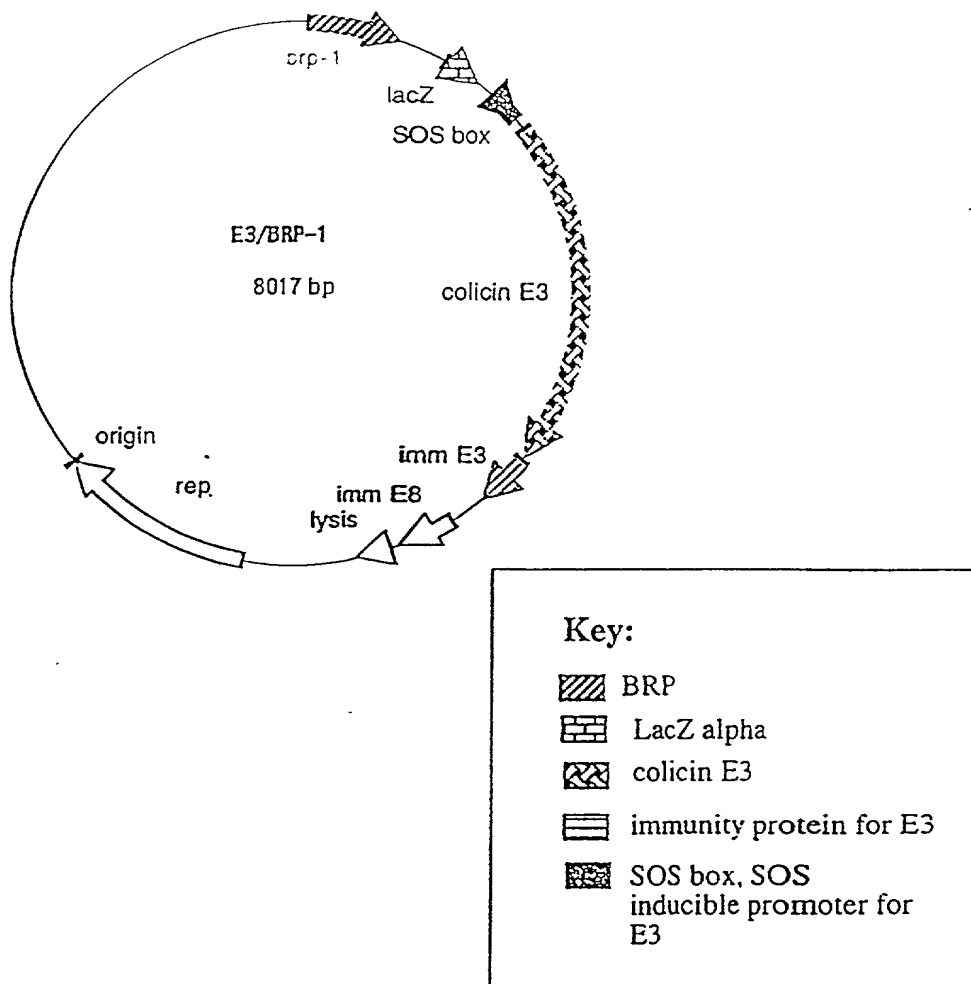 brp-1
lacZ
SOS box
E3/BRP-1
8017 bp
colicin E3
origin
imm E3
rep.
imm E8
lysis
Key:
BRP
LacZ alpha
colicin E3
immunity protein for E3
SOS box, SOS
inducible promoter for
E3